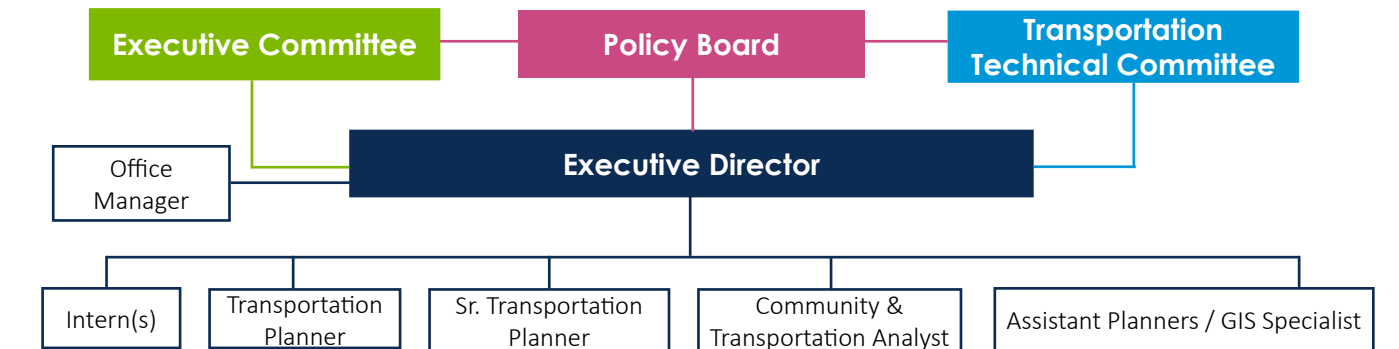 Executive Committee
Policy Board
Transportation
Technical Committee
Executive Director
Office
Manager
Intern(s)
Transportation
Planner
Sr. Transportation
Planner
Community &
Transportation Analyst
Assistant Planners / GIS Specialist